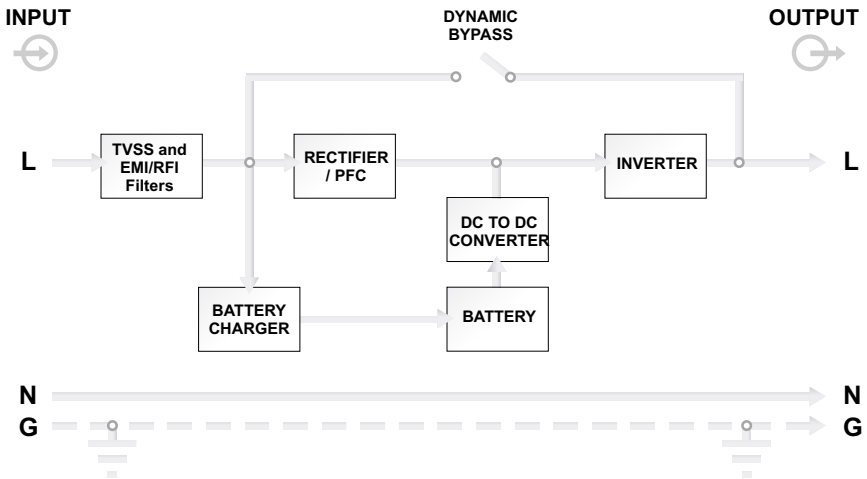 INPUT
DYNAMIC
BYPASS
OUTPUT
L
TVSS and
EMI/RFI
Filters
RECTIFIER
/ PFC
INVERTER
L
DC TO DC
CONVERTER
BATTERY
CHARGER
BATTERY
N
N
G
G